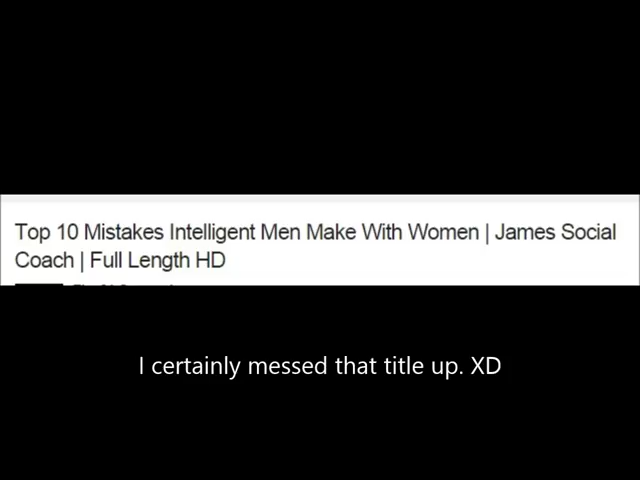 Top 10 Mistakes Intelligent Men Make With Women | James Social
Coach | Full Length HD
I certainly messed that title up. XD